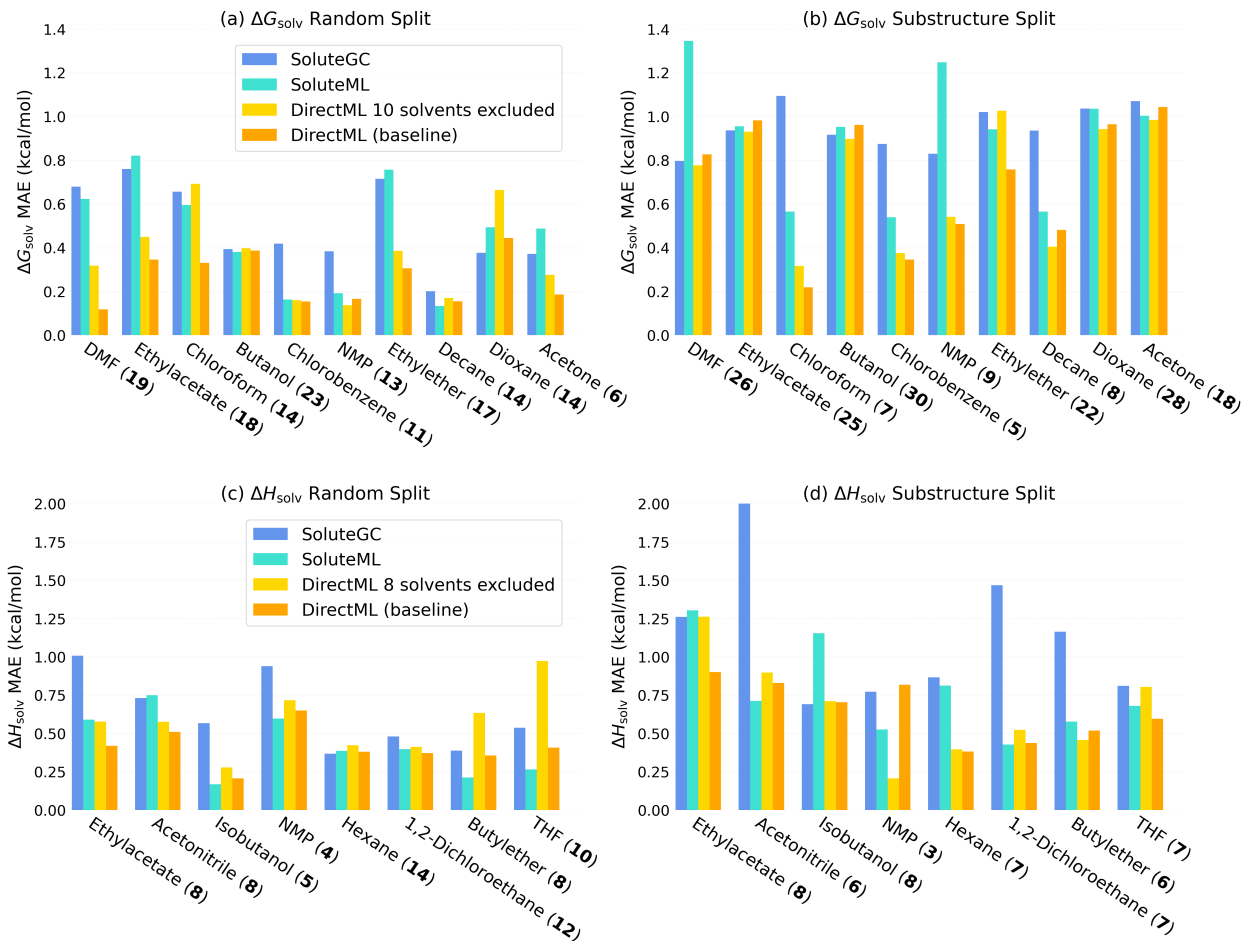 (a) ΔGsolv Random Split
ΔGsolv MAE (kcal/mol)
1.4
1.2
1.0
0.8
0.6
0.4
0.2
0.0
SoluteGC
SoluteML
DirectML 10 solvents excluded
DirectML (baseline)
DMF (19)
Ethylacetate (18)
Chloroform (14)
Butanol (23)
Chlorobenzene (11)
NMP (13)
Ethylether (17)
Decane (14)
Dioxane (14)
Acetone (6)
(b) ΔGsolv Substructure Split
ΔGsolv MAE (kcal/mol)
1.4
1.2
1.0
0.8
0.6
0.4
0.2
0.0
DMF (26)
Ethylacetate (25)
Chloroform (7)
Butanol (30)
Chlorobenzene (5)
NMP (9)
Ethylether (22)
Decane (8)
Dioxane (28)
Acetone (18)
(c) ΔHsolv Random Split
ΔHsolv MAE (kcal/mol)
2.00
1.75
1.50
1.25
1.00
0.75
0.50
0.25
0.00
SoluteGC
SoluteML
DirectML 8 solvents excluded
DirectML (baseline)
Ethylacetate (8)
Acetonitrile (8)
Isobutanol (5)
NMP (4)
Hexane (14)
1,2-Dichloroethane (12)
Butylether (8)
THF (10)
(d) ΔHsolv Substructure Split
ΔHsolv MAE (kcal/mol)
2.00
1.75
1.50
1.25
1.00
0.75
0.50
0.25
0.00
Ethylacetate (8)
Acetonitrile (6)
Isobutanol (8)
NMP (3)
Hexane (7)
1,2-Dichloroethane (7)
Butylether (6)
THF (7)